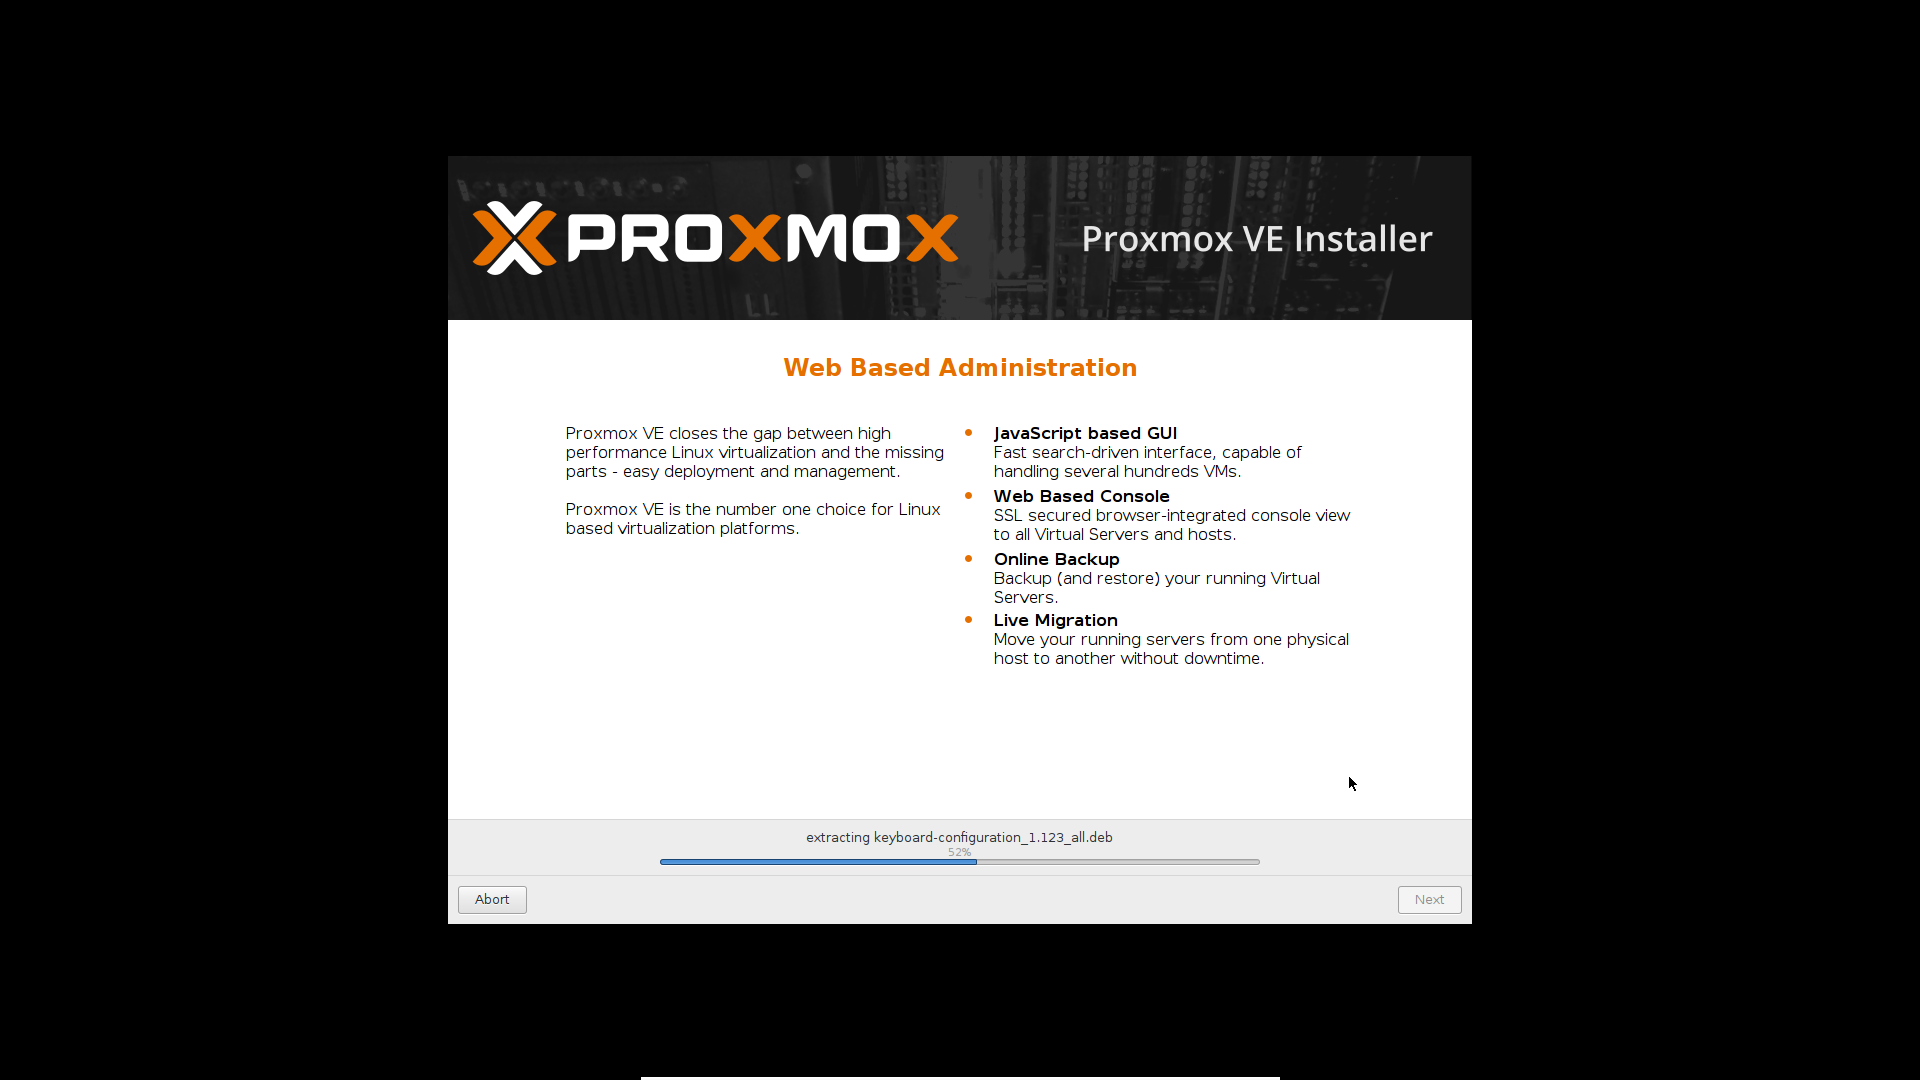 PROXMOX
Proxmox VE Installer
Web Based Administration
Proxmox VE closes the gap between high
performance Linux virtualization and the missing
parts - easy deployment and management.
Proxmox VE is the number one choice for Linux
based virtualization platforms.
JavaScript based GUI
Fast search-driven interface, capable of
handling several hundreds VMs.
Web Based Console
SSL secured browser-integrated console view
to all Virtual Servers and hosts.
Online Backup
Backup (and restore) your running Virtual
Servers.
Live Migration
Move your running servers from one physical
host to another without downtime.
extracting keyboard-configuration_1.123_all.deb
52%
Abort
Next